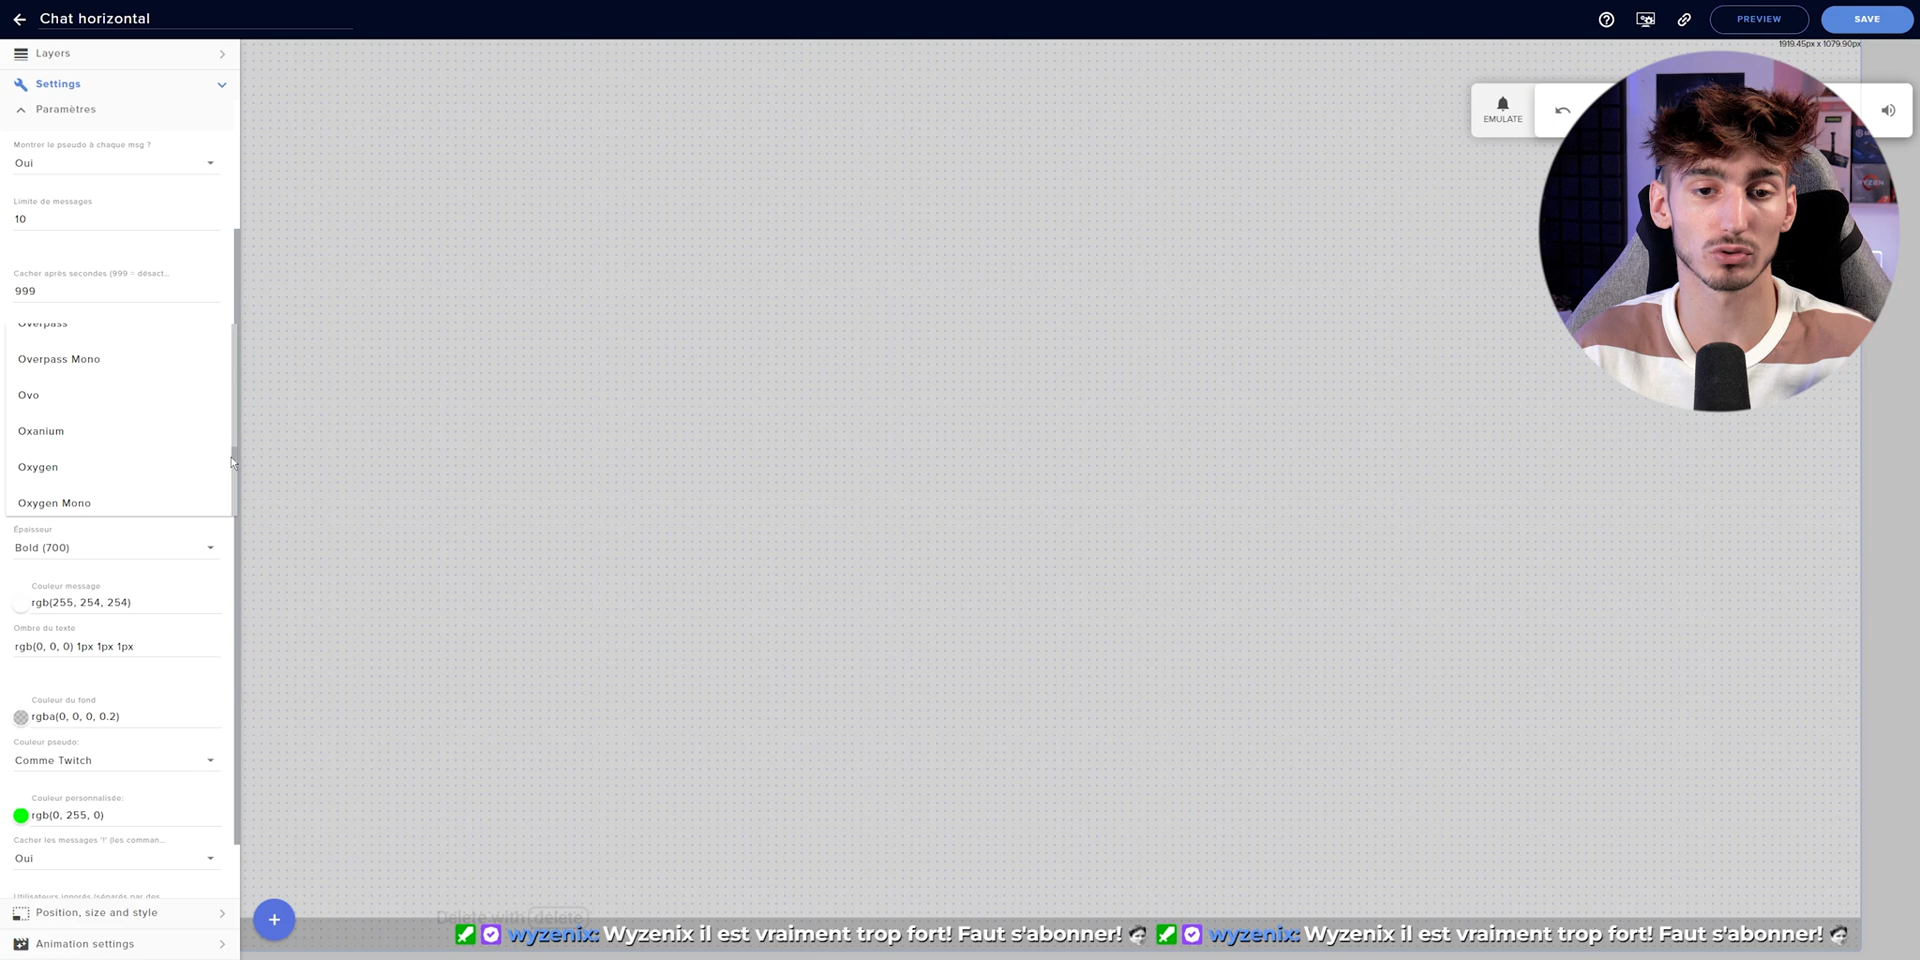 Chat horizontal
PREVIEW
SAVE
1919.45px x 1079.90px
Layers
Settings
Paramètres
EMULATE
Montrer le pseudo à chaque msg ?
Oui
Limite de messages
10
Cacher après secondes (999 = désact...
999
Overpass
Overpass Mono
Ovo
Oxanium
Oxygen
Oxygen Mono
Épaisseur
Bold (700)
Couleur message
rgb(255, 254, 254)
Ombre du texte
rgb(0, 0, 0) 1px 1px 1px
Couleur du fond
rgba(0, 0, 0, 0.2)
Couleur pseudo:
Comme Twitch
Couleur personnalisée:
rgb(0, 255, 0)
Cacher les messages '!' (les comman...
Oui
Utilisateurs ignorés (séparés par des
Position, size and style
Animation settings
Delete with delete
wyzenix: Wyzenix il est vraiment trop fort! Faut s'abonner! wyzenix: Wyzenix il est vraiment trop fort! Faut s'abonner!